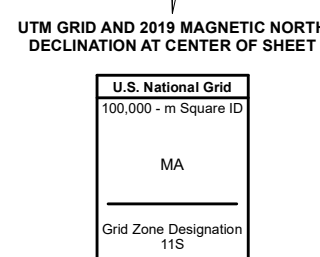 UTM GRID AND 2019 MAGNETIC NORTH
DECLINATION AT CENTER OF SHEET
U.S. National Grid
100,000 - m Square ID
MA
Grid Zone Designation
11S